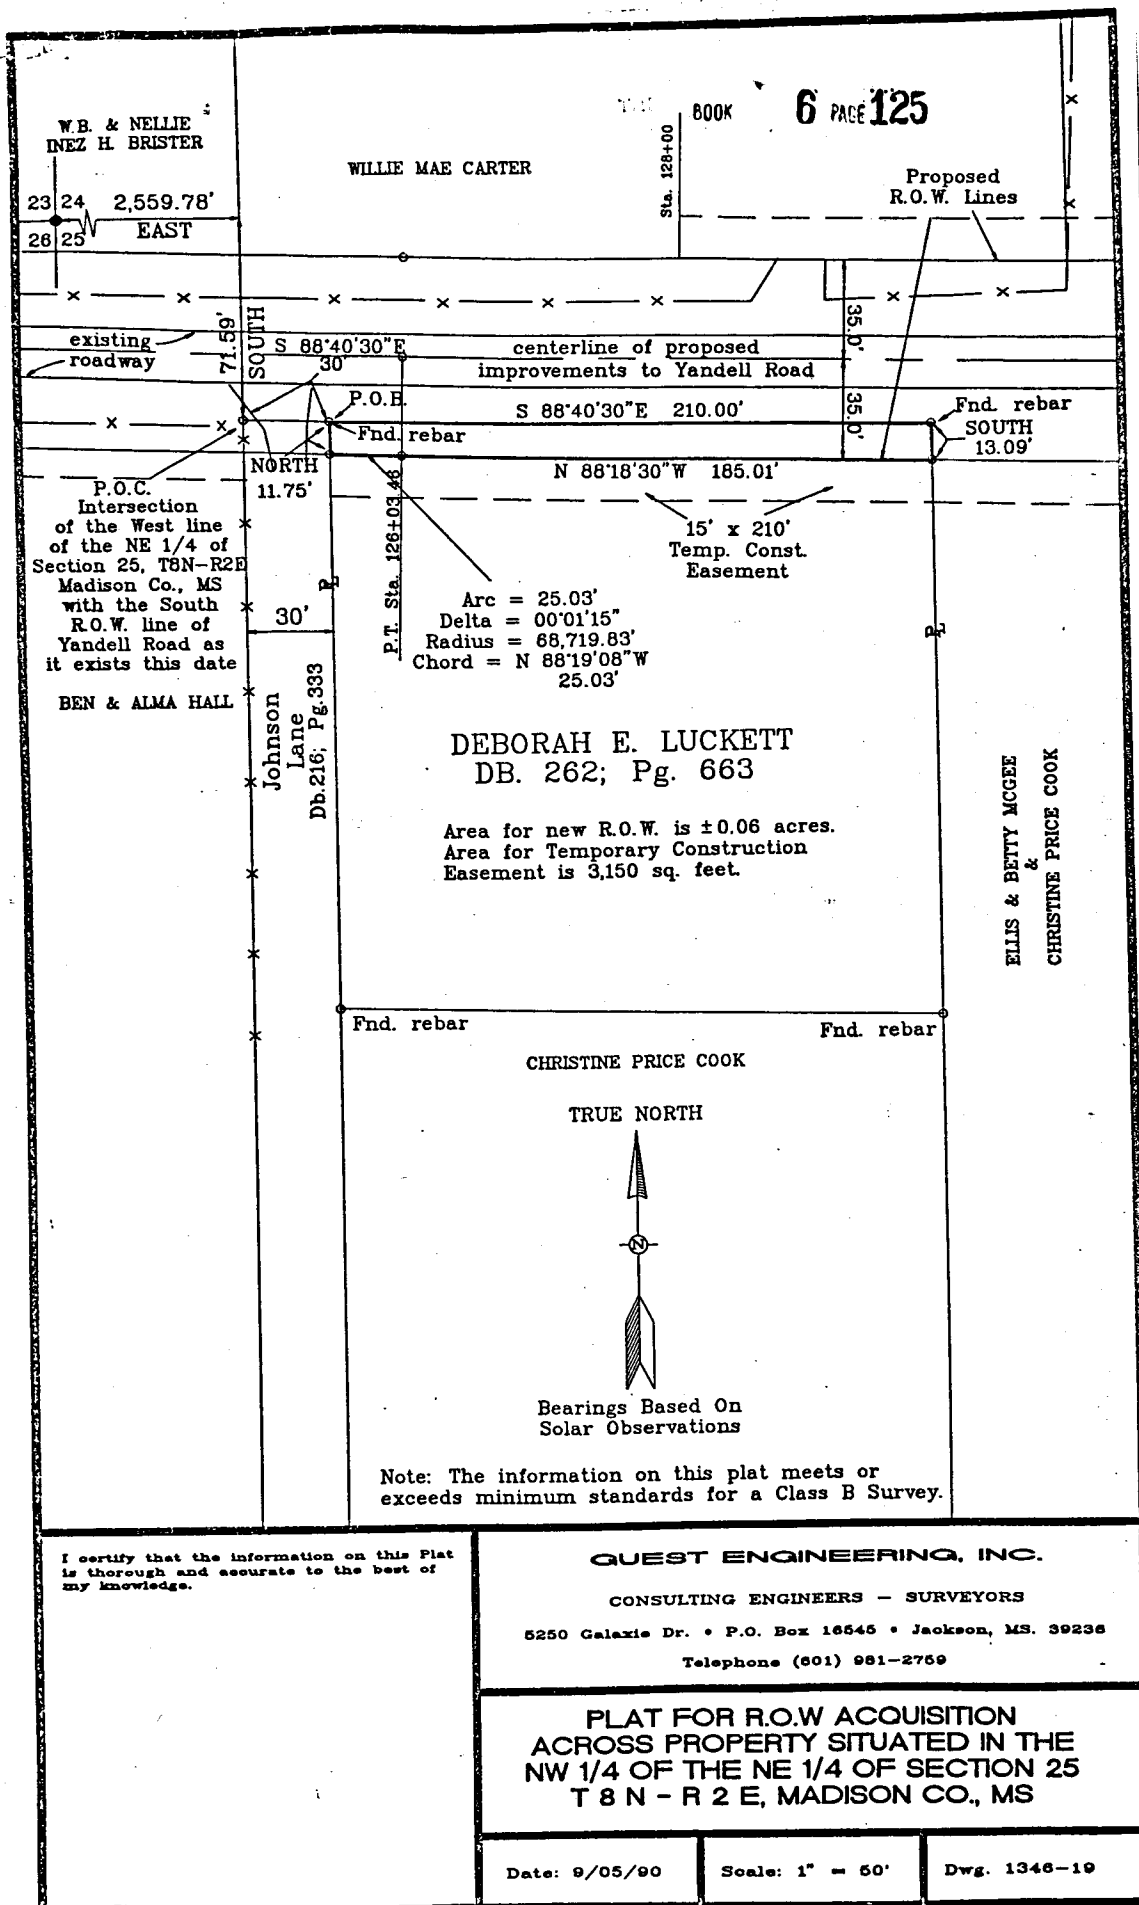 BOOK 6 PAGE 125
W.B. & NELLIE
INEZ H. BRISTER
WILLIE MAE CARTER
Sta. 128+00
Proposed
R.O.W. Lines
23 24
26 25
2,559.78'
EAST
71.59'
SOUTH
existing
roadway
S 88°40'30"E
30'
centerline of proposed
improvements to Yandell Road
35.0'
35.0'
P.O.B.
Fnd. rebar
S 88°40'30"E 210.00'
Fnd. rebar
SOUTH
13.09'
NORTH
11.75'
N 88°18'30"W 185.01'
P.O.C.
Intersection
of the West line
of the NE 1/4 of
Section 25, T8N-R2E
Madison Co., MS
with the South
R.O.W. line of
Yandell Road as
it exists this date
P.T. Sta. 126+03.48
15' x 210'
Temp. Const.
Easement
PL
PL
30'
Arc = 25.03'
Delta = 00°01'15"
Radius = 68,719.83'
Chord = N 88°19'08"W
25.03'
BEN & ALMA HALL
Johnson
Lane
Db.216; Pg.333
DEBORAH E. LUCKETT
DB. 262; Pg. 663
Area for new R.O.W. is ±0.06 acres.
Area for Temporary Construction
Easement is 3,150 sq. feet.
ELLIS & BETTY MCGEE
&
CHRISTINE PRICE COOK
Fnd. rebar
Fnd. rebar
CHRISTINE PRICE COOK
TRUE NORTH
N
Bearings Based On
Solar Observations
Note: The information on this plat meets or
exceeds minimum standards for a Class B Survey.
I certify that the information on this Plat
is thorough and accurate to the best of
my knowledge.
QUEST ENGINEERING, INC.
CONSULTING ENGINEERS - SURVEYORS
5250 Galaxie Dr. • P.O. Box 16545 • Jackson, MS. 39236
Telephone (601) 981-2759
PLAT FOR R.O.W ACQUISITION
ACROSS PROPERTY SITUATED IN THE
NW 1/4 OF THE NE 1/4 OF SECTION 25
T 8 N - R 2 E, MADISON CO., MS
Date: 9/05/90
Scale: 1" = 50'
Dwg. 1346-19